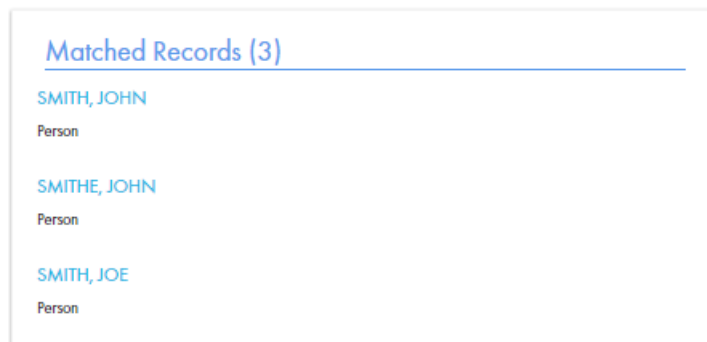 Matched Records (3)
SMITH, JOHN
Person
SMITHE, JOHN
Person
SMITH, JOE
Person